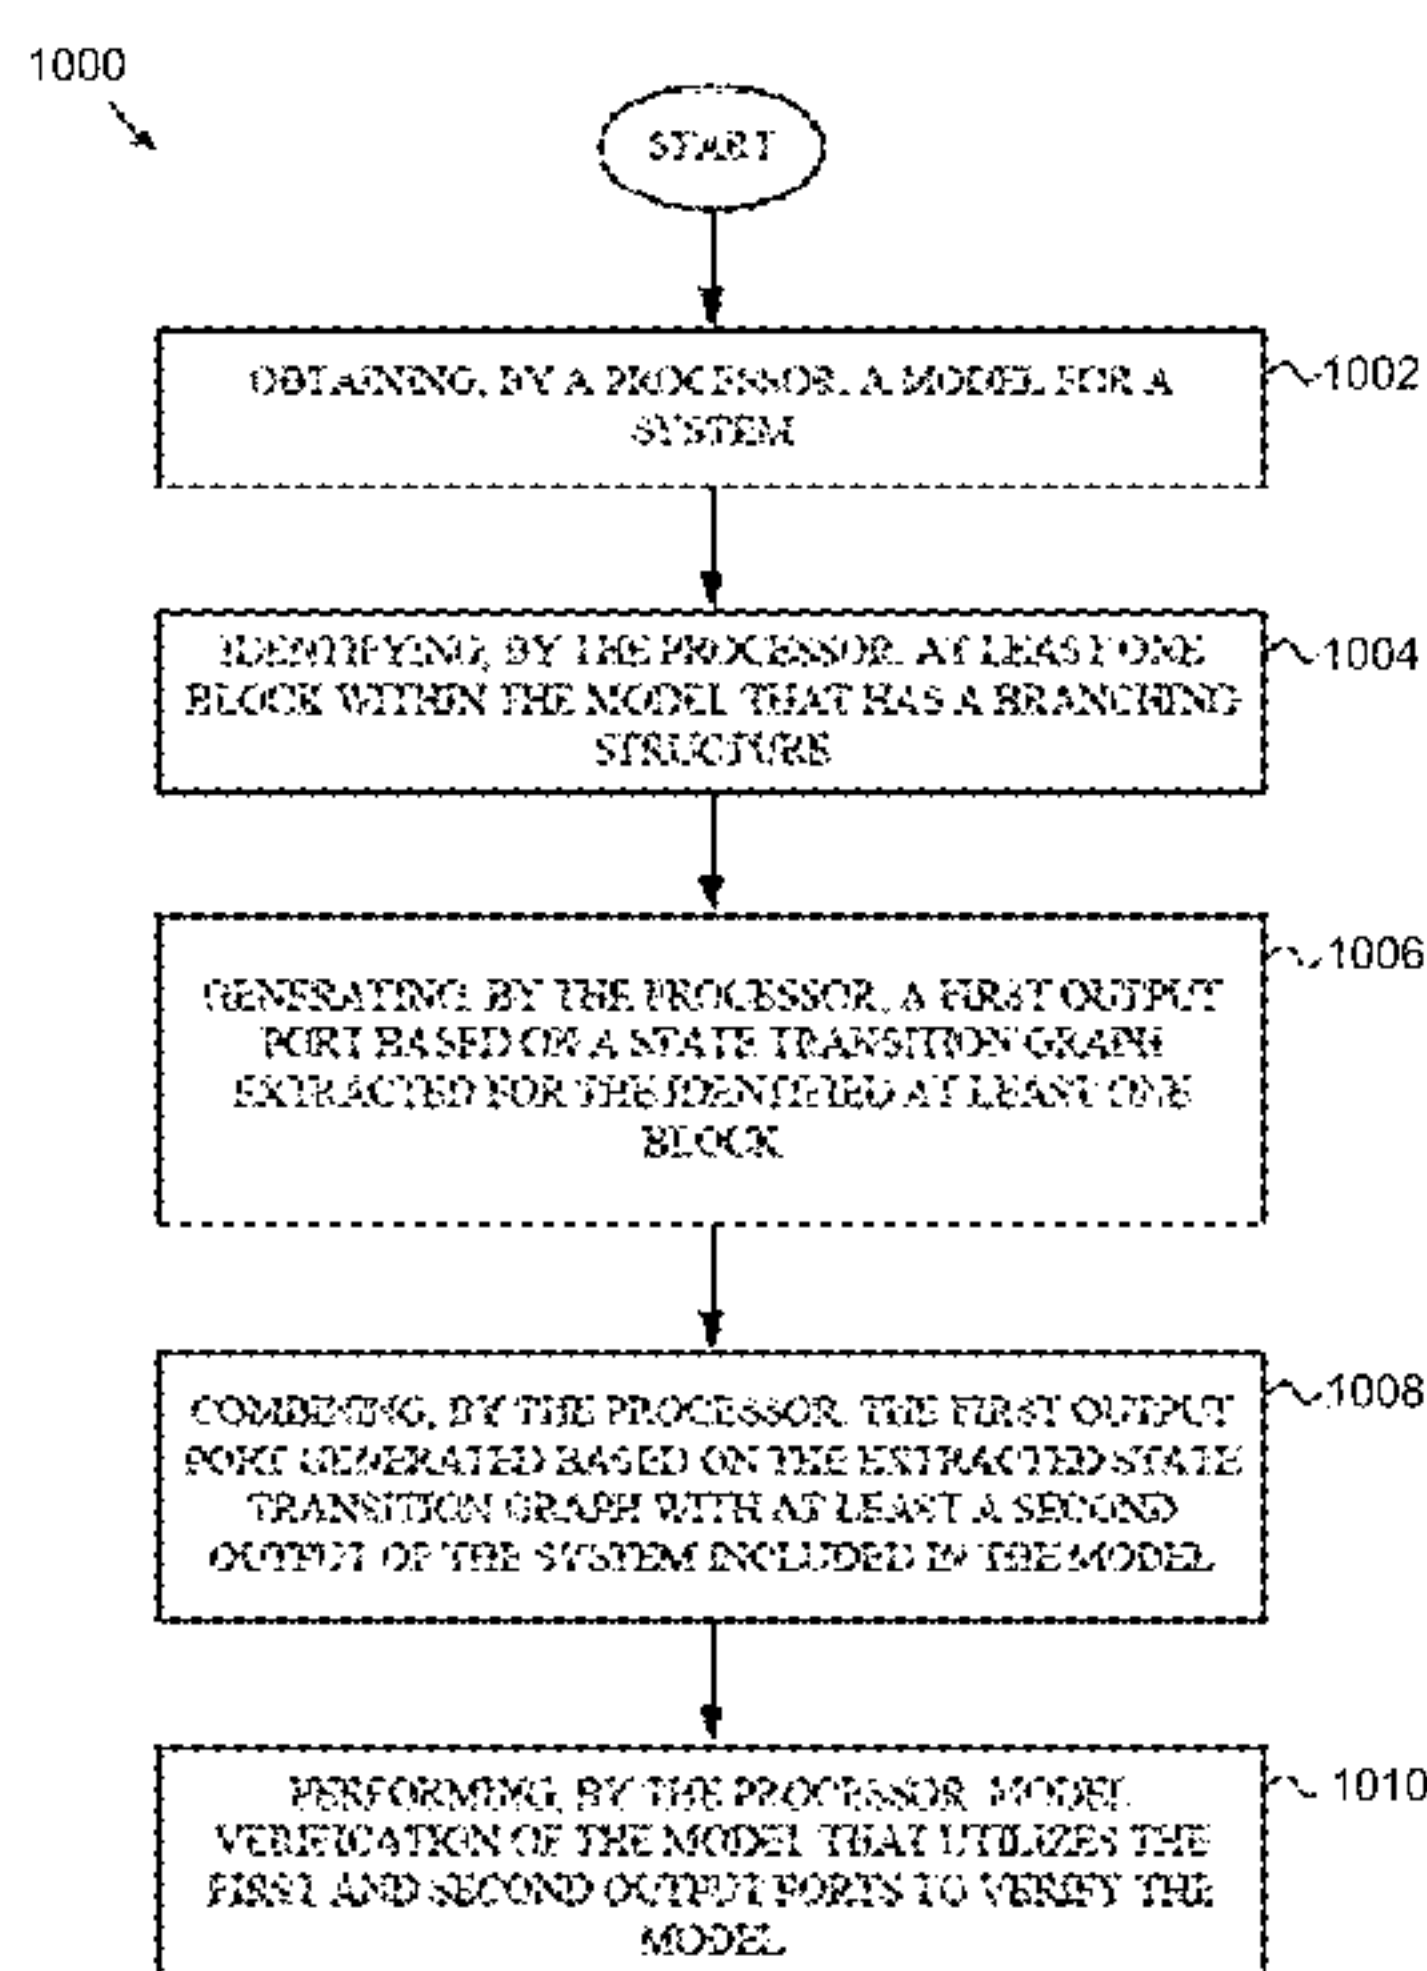 1000
START
OBTAINING, BY A PROCESSOR, A MODEL FOR A
SYSTEM
1002
IDENTIFYING, BY THE PROCESSOR, AT LEAST ONE
BLOCK WITHIN THE MODEL THAT HAS A BRANCHING
STRUCTURE
1004
GENERATING, BY THE PROCESSOR, A FIRST OUTPUT
PORT BASED ON A STATE TRANSITION GRAPH
EXTRACTED FOR THE IDENTIFIED AT LEAST ONE
BLOCK
1006
COMBINING, BY THE PROCESSOR, THE FIRST OUTPUT
PORT GENERATED BASED ON THE EXTRACTED STATE
TRANSITION GRAPH WITH AT LEAST A SECOND
OUTPUT OF THE SYSTEM INCLUDED IN THE MODEL
1008
PERFORMING, BY THE PROCESSOR, MODEL
VERIFICATION OF THE MODEL THAT UTILIZES THE
FIRST AND SECOND OUTPUT PORTS TO VERIFY THE
MODEL
1010